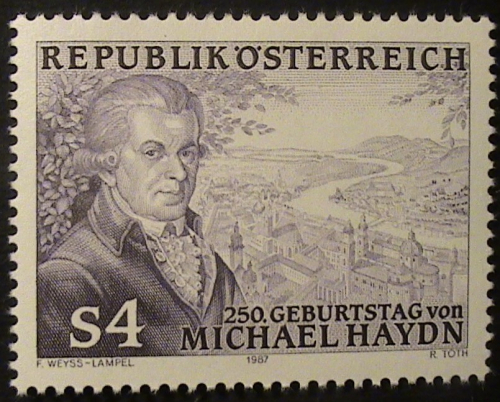 REPUBLIK ÖSTERREICH
S4
250. GEBURTSTAG von
MICHAEL HAYDN
F. WEYSS-LAMPEL 1987 R. TOTH